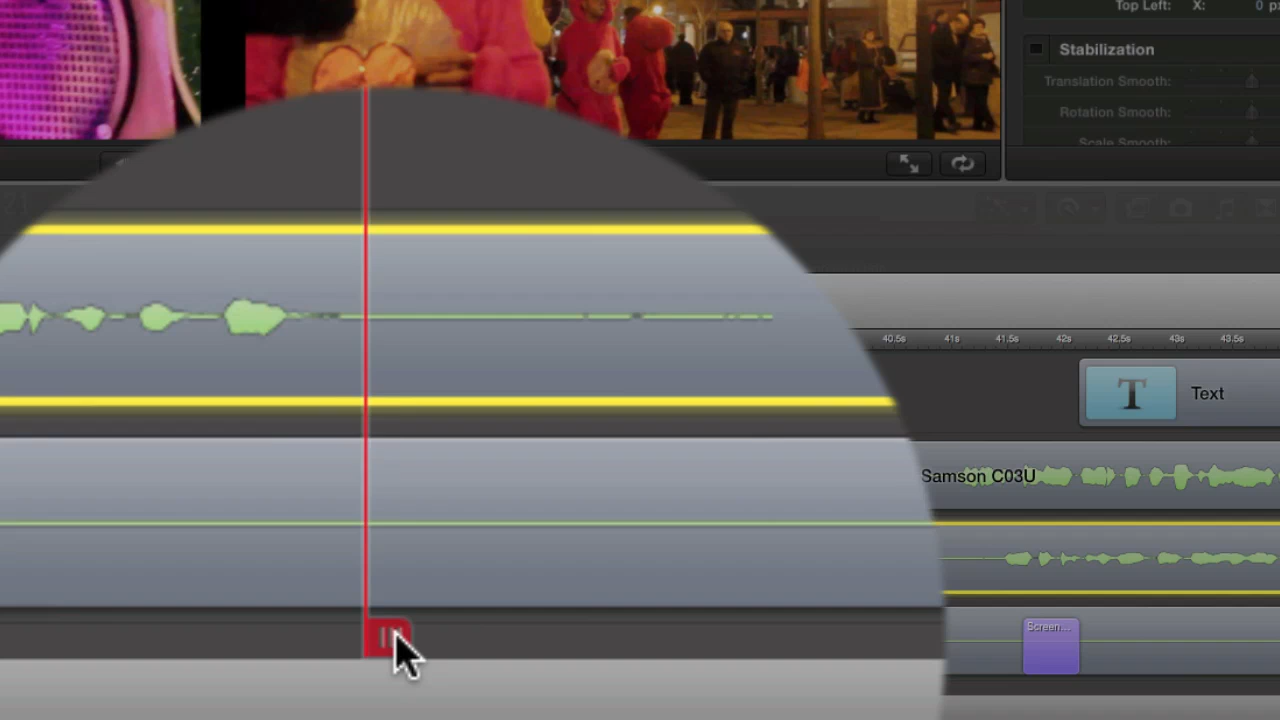 Top Left: X: 0 px
Stabilization
Translation Smooth:
Rotation Smooth:
Scale Smooth:
40.5s 41s 41.5s 42s 42.5s 43s 43.5s
T Text
Samson C03U
Screen...